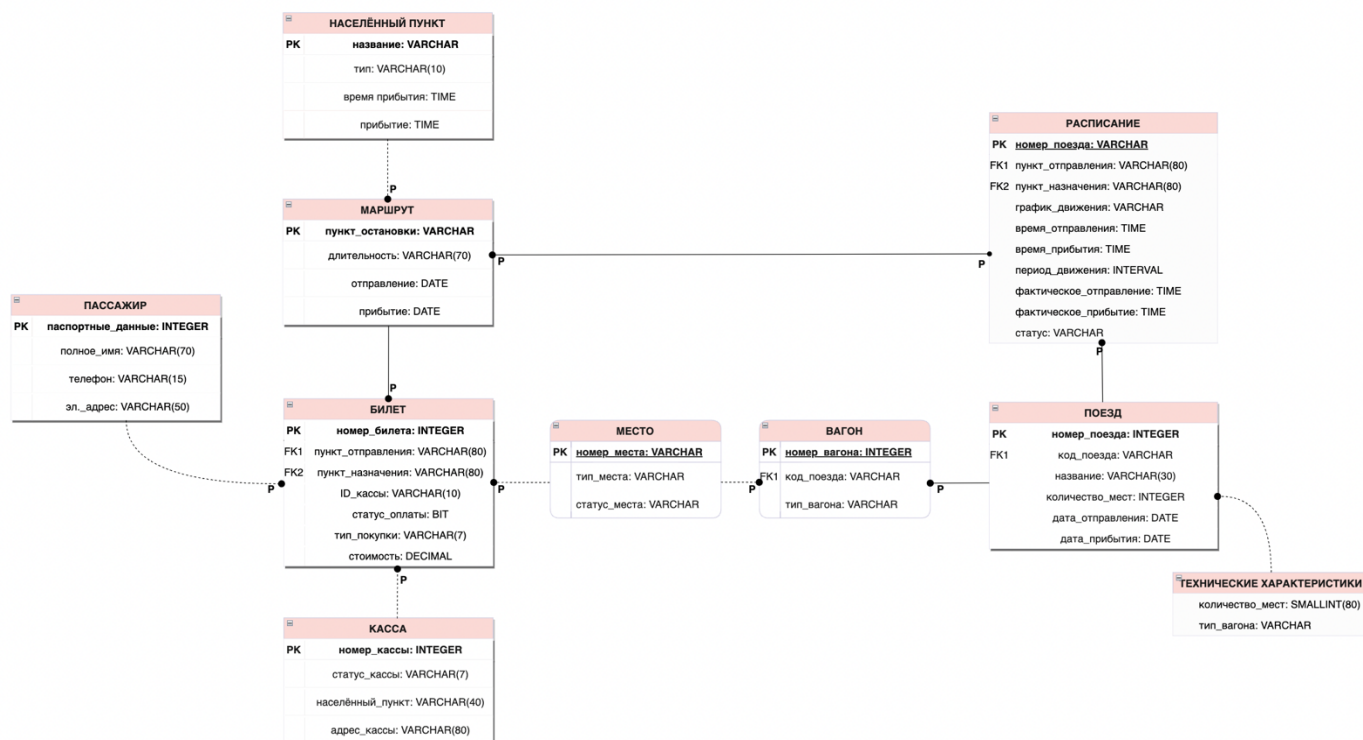 НАСЕЛЁННЫЙ ПУНКТ
PK название: VARCHAR
тип: VARCHAR(10)
время прибытия: TIME
прибытие: TIME
P
МАРШРУТ
PK пункт_остановки: VARCHAR
длительность: VARCHAR(70)
отправление: DATE
прибытие: DATE
P
P
РАСПИСАНИЕ
PK номер_поезда: VARCHAR
FK1 пункт_отправления: VARCHAR(80)
FK2 пункт_назначения: VARCHAR(80)
график_движения: VARCHAR
время_отправления: TIME
время_прибытия: TIME
период_движения: INTERVAL
фактическое_отправление: TIME
фактическое_прибытие: TIME
статус: VARCHAR
P
ПАССАЖИР
PK паспортные_данные: INTEGER
полное_имя: VARCHAR(70)
телефон: VARCHAR(15)
эл._адрес: VARCHAR(50)
P
P
БИЛЕТ
PK номер_билета: INTEGER
FK1 пункт_отправления: VARCHAR(80)
FK2 пункт_назначения: VARCHAR(80)
ID_кассы: VARCHAR(10)
статус_оплаты: BIT
тип_покупки: VARCHAR(7)
стоимость: DECIMAL
P
P
МЕСТО
PK номер_места: VARCHAR
тип_места: VARCHAR
статус_места: VARCHAR
P
ВАГОН
PK номер_вагона: INTEGER
FK1 код_поезда: VARCHAR
тип_вагона: VARCHAR
P
ПОЕЗД
PK номер_поезда: INTEGER
FK1 код_поезда: VARCHAR
название: VARCHAR(30)
количество_мест: INTEGER
дата_отправления: DATE
дата_прибытия: DATE
ТЕХНИЧЕСКИЕ ХАРАКТЕРИСТИКИ
количество_мест: SMALLINT(80)
тип_вагона: VARCHAR
КАССА
PK номер_кассы: INTEGER
статус_кассы: VARCHAR(7)
населённый_пункт: VARCHAR(40)
адрес_кассы: VARCHAR(80)